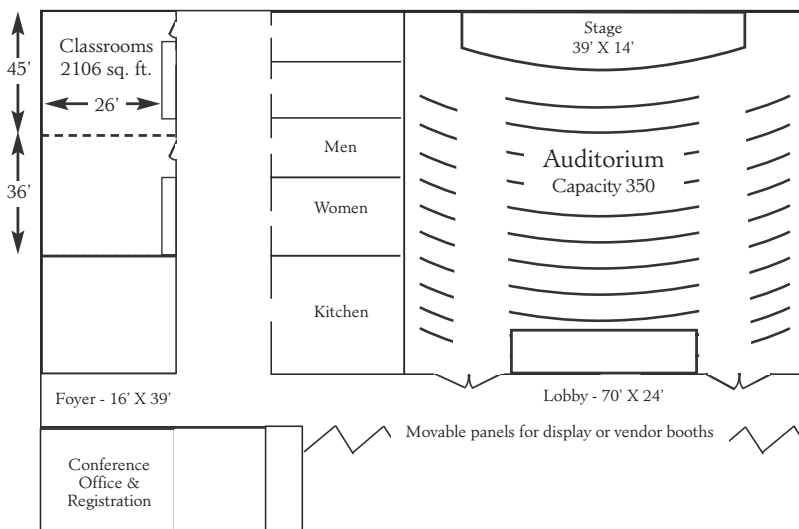 Classrooms
2106 sq. ft.
45’
26’
36’
Stage
39’ X 14’
Men
Auditorium
Capacity 350
Women
Kitchen
Foyer - 16’ X 39’
Lobby - 70’ X 24’
Movable panels for display or vendor booths
Conference
Office &
Registration